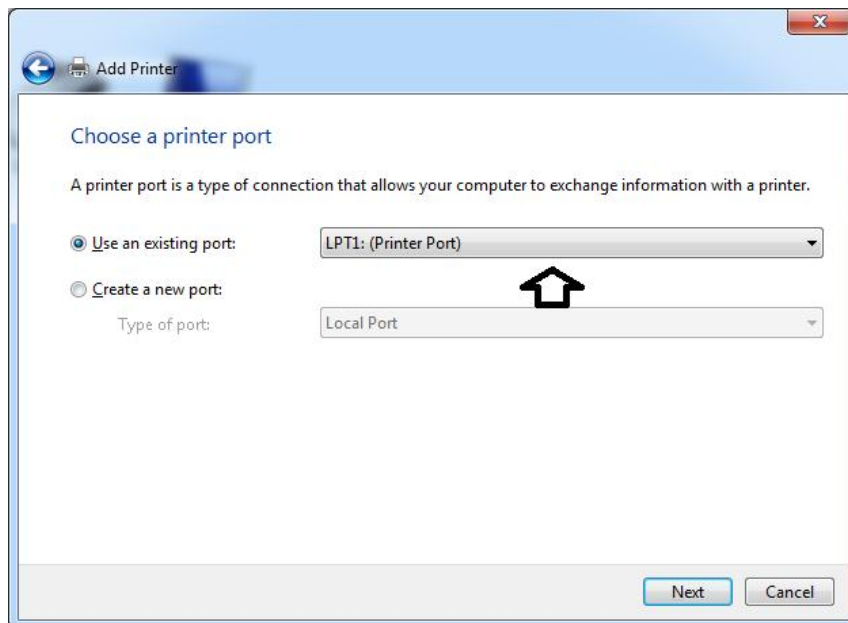 Add Printer
Choose a printer port
A printer port is a type of connection that allows your computer to exchange information with a printer.
Use an existing port: LPT1: (Printer Port)
Create a new port:
Type of port: Local Port
Next Cancel